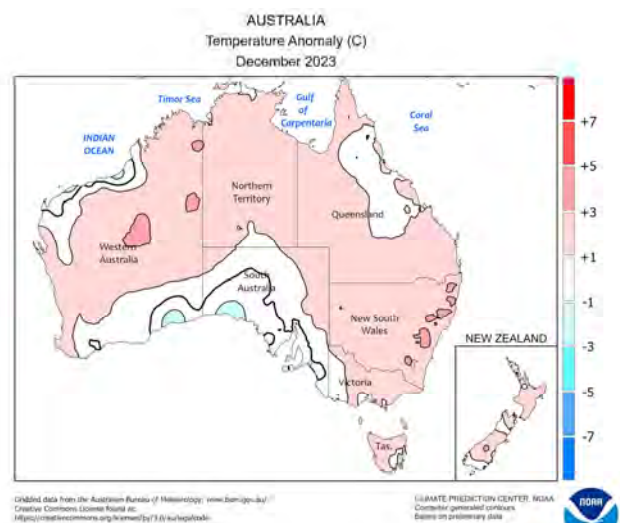 AUSTRALIA
Temperature Anomaly (C)
December 2023
Timor Sea
Gulf
of
Carpentaria
Coral
Sea
INDIAN
OCEAN
Northern
Territory
Queensland
Western
Australia
South
Australia
New South
Wales
Victoria
Tas.
NEW ZEALAND
+7
+5
+3
+1
-1
-3
-5
-7
Gridded data from the Australian Bureau of Meteorology: www.bom.gov.au/
Creative Commons License found at:
CLIMATE PREDICTION CENTER, NOAA
Computer generated contours
Based on preliminary data
NOAA